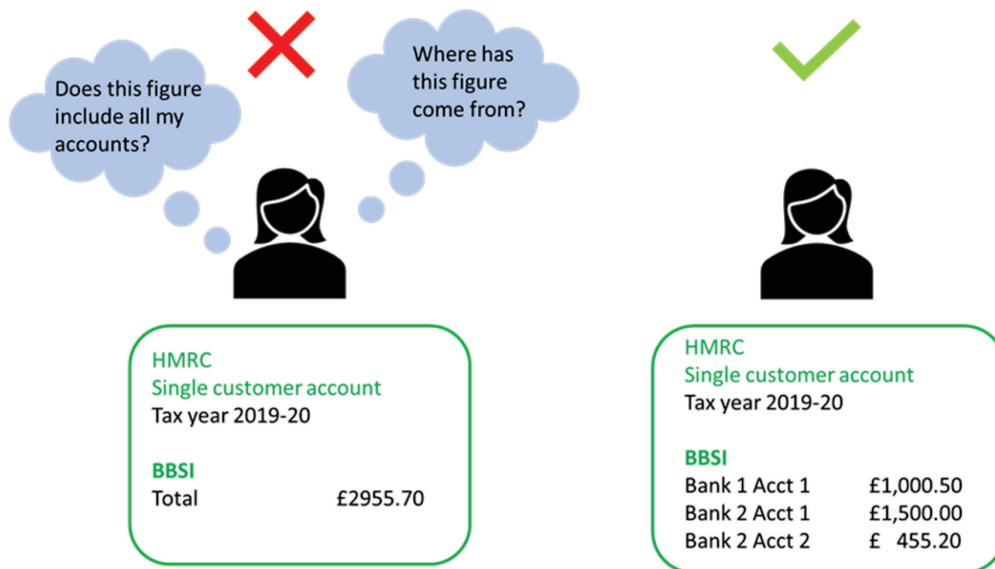 Does this figure
include all my
accounts?
Where has
this figure
come from?
HMRC
Single customer account
Tax year 2019-20
BBSI
Total £2955.70
HMRC
Single customer account
Tax year 2019-20
BBSI
Bank 1 Acct 1 £1,000.50
Bank 2 Acct 1 £1,500.00
Bank 2 Acct 2 £ 455.20